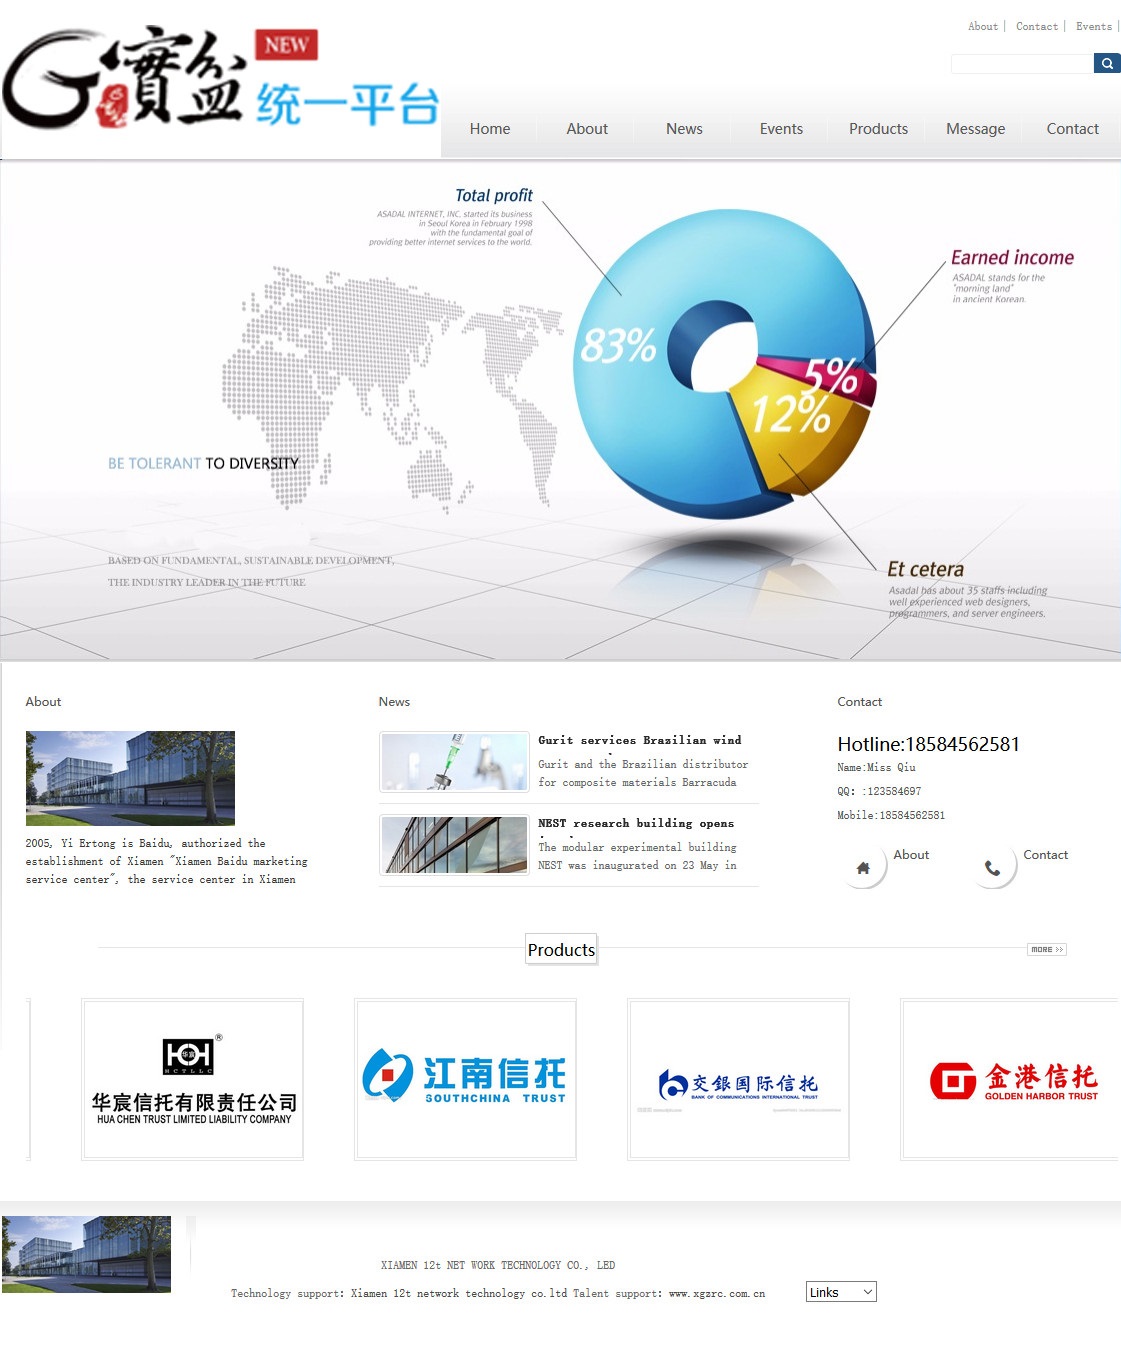 About
Contact
Events
實盆
NEW
统一平台
Home
About
News
Events
Products
Message
Contact
Total profit
ASADAL INTERNET, INC. started its business
in Seoul Korea in February 1998
with the fundamental goal of
providing better internet services to the world.
Earned income
ASADAL stands for the
"morning land"
in ancient Korean.
83%
5%
12%
BE TOLERANT TO DIVERSITY
BASED ON FUNDAMENTAL, SUSTAINABLE DEVELOPMENT,
THE INDUSTRY LEADER IN THE FUTURE
Et cetera
Asadal has about 35 staffs including
well experienced web designers,
programmers, and server engineers.
About
2005, Yi Ertong is Baidu, authorized the
establishment of Xiamen "Xiamen Baidu marketing
service center", the service center in Xiamen
News
Gurit services Brazilian wind
Gurit and the Brazilian distributor
for composite materials Barracuda
NEST research building opens
The modular experimental building
NEST was inaugurated on 23 May in
Contact
Hotline:18584562581
Name:Miss Qiu
QQ: :123584697
Mobile:18584562581
About
Contact
Products
MORE >>
华
宸
HCTLLC
®
华宸信托有限责任公司
HUA CHEN TRUST LIMITED LIABILITY COMPANY
江南信托
SOUTHCHINA TRUST
交銀国际信托
BANK OF COMMUNICATIONS INTERNATIONAL TRUST
金港信托
GOLDEN HARBOR TRUST
XIAMEN 12t NET WORK TECHNOLOGY CO., LED
Technology support: Xiamen 12t network technology co.ltd Talent support: www.xgzrc.com.cn
Links